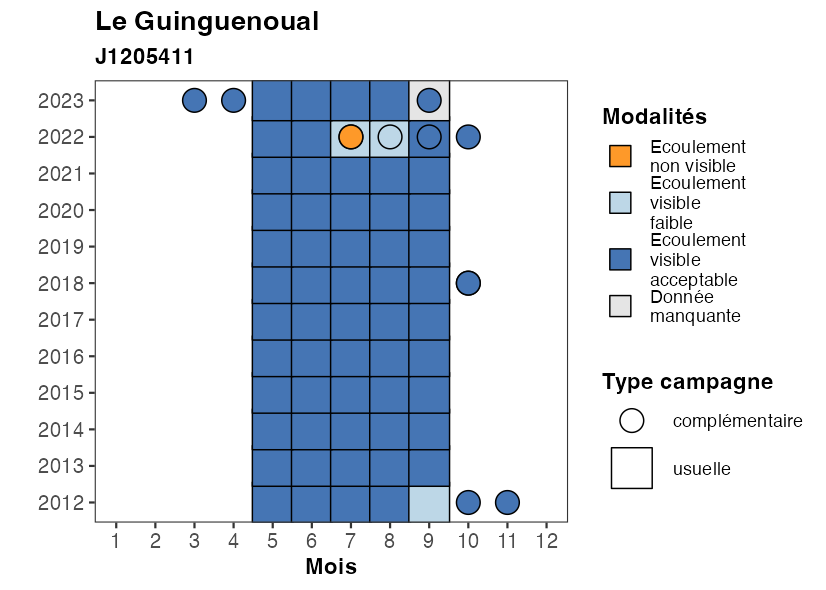 Le Guinguenoual
J1205411
2023
2022
2021
2020
2019
2018
2017
2016
2015
2014
2013
2012
1 2 3 4 5 6 7 8 9 10 11 12
Mois
Modalités
Ecoulement
non visible
Ecoulement
visible
faible
Ecoulement
visible
acceptable
Donnée
manquante
Type campagne
complémentaire
usuelle